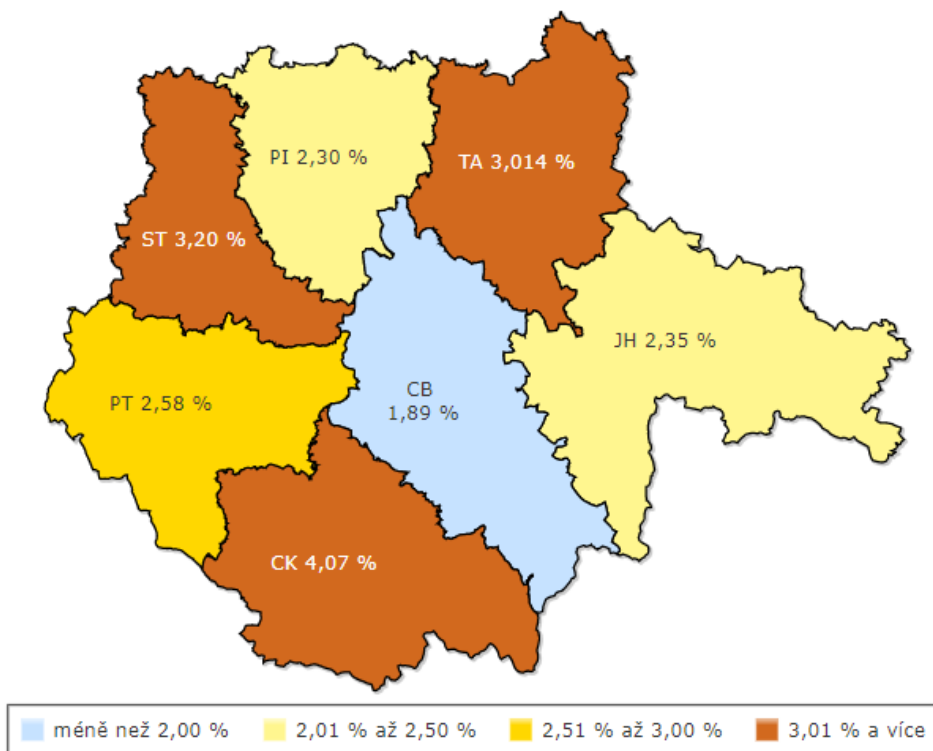 PI 2,30 %
TA 3,014 %
ST 3,20 %
JH 2,35 %
PT 2,58 %
CB
1,89 %
CK 4,07 %
méně než 2,00 % 2,01 % až 2,50 % 2,51 % až 3,00 % 3,01 % a více